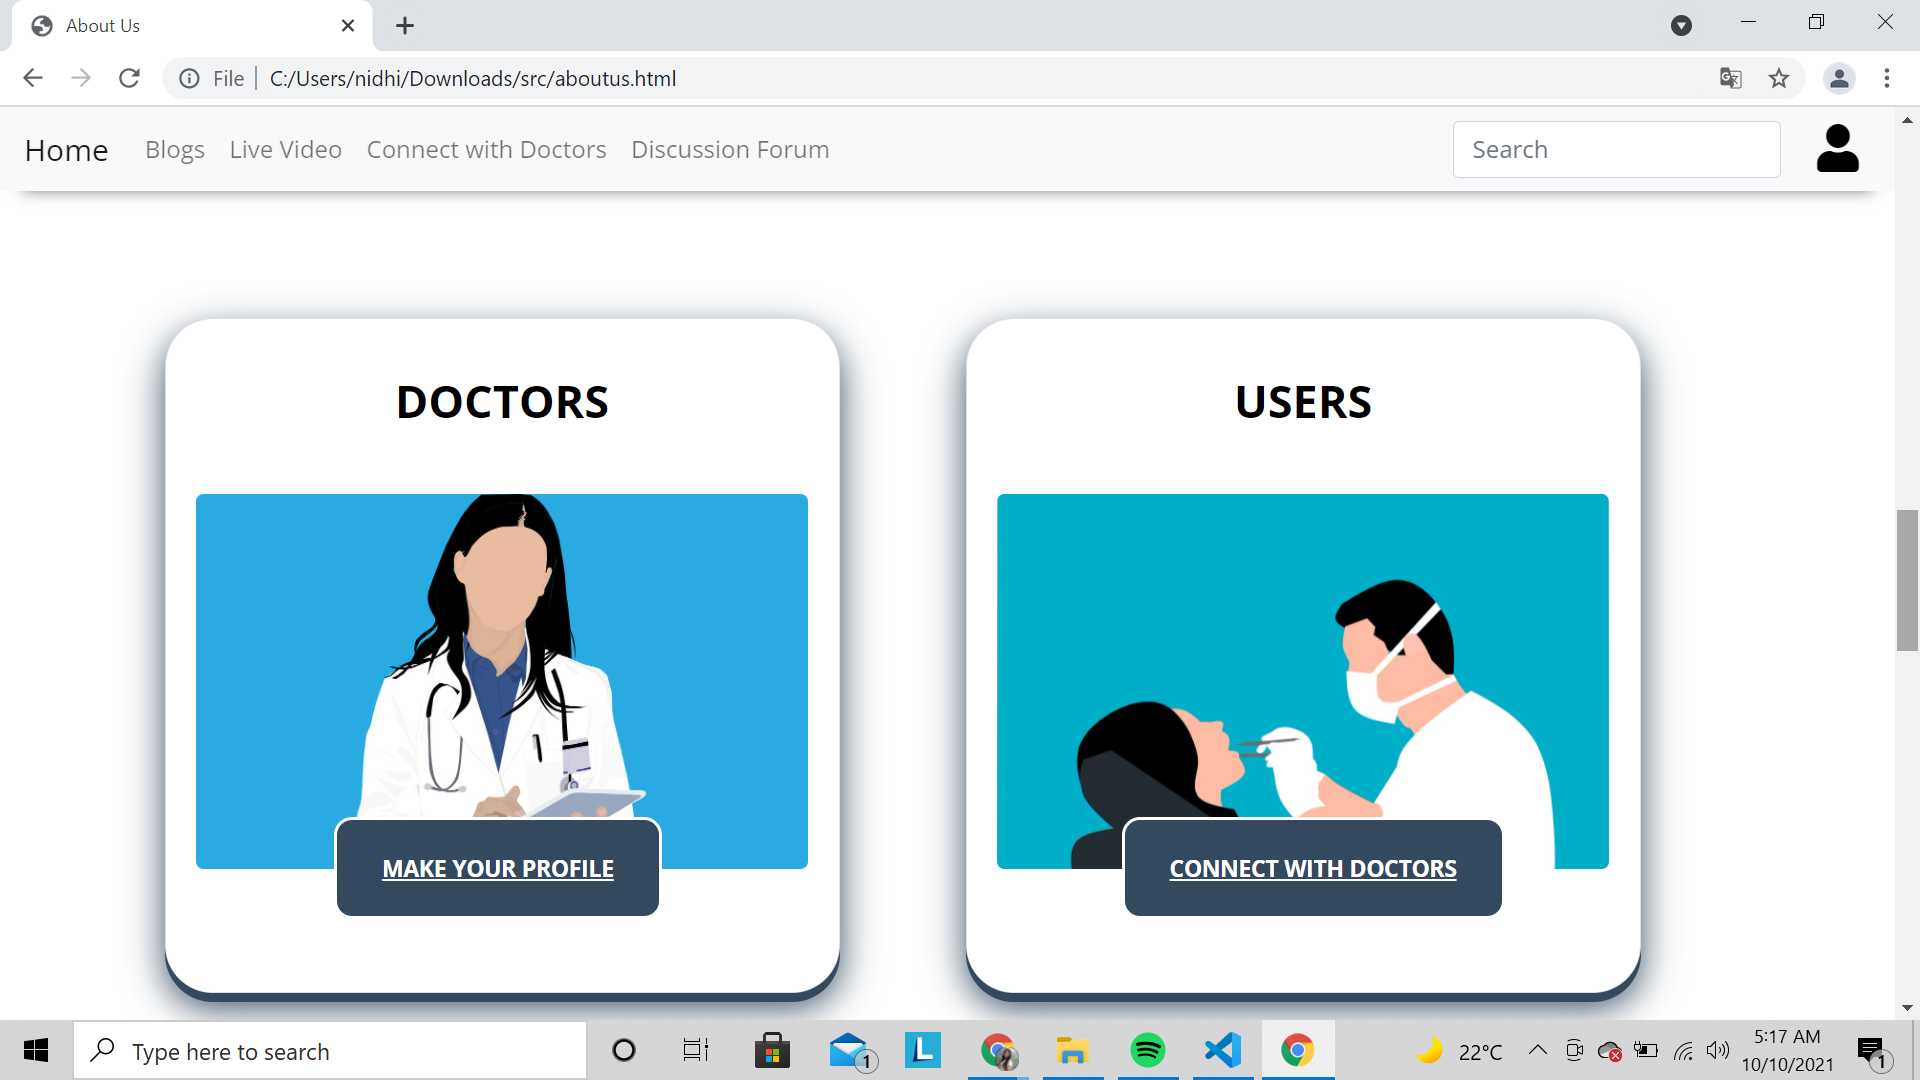 About Us
File
C:/Users/nidhi/Downloads/src/aboutus.html
Home Blogs Live Video Connect with Doctors Discussion Forum Search
DOCTORS
USERS
MAKE YOUR PROFILE
CONNECT WITH DOCTORS
Type here to search
1
L
22°C
5:17 AM
10/10/2021
1